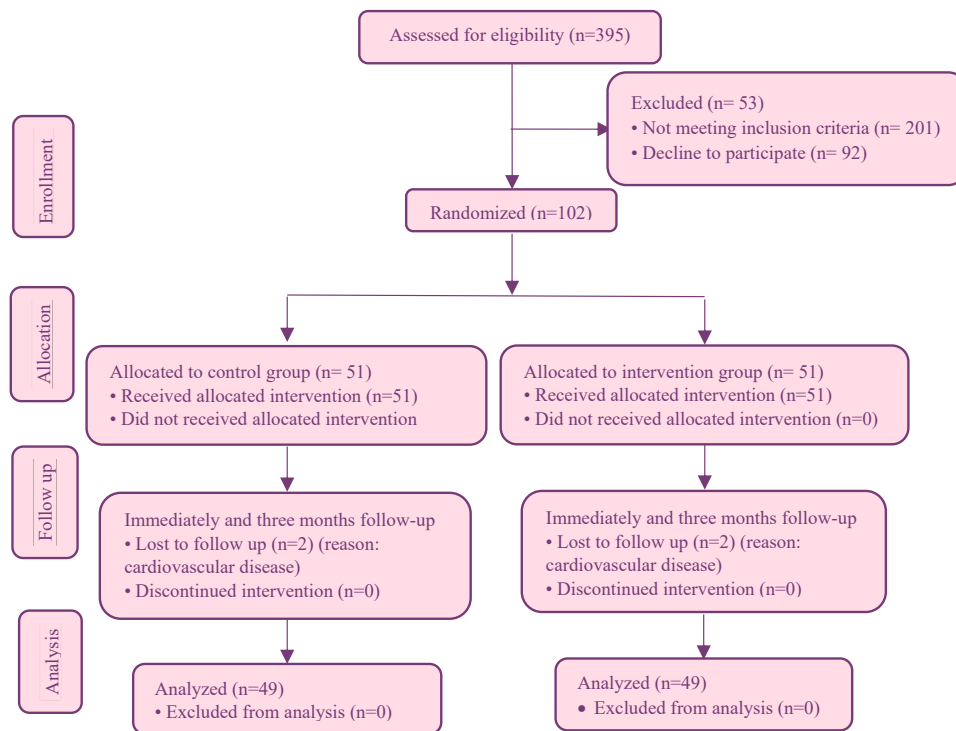 Assessed for eligibility (n=395)
Excluded (n= 53)
• Not meeting inclusion criteria (n= 201)
• Decline to participate (n= 92)
Enrollment
Randomized (n=102)
Allocation
Allocated to control group (n= 51)
• Received allocated intervention (n=51)
• Did not received allocated intervention
Allocated to intervention group (n= 51)
• Received allocated intervention (n=51)
• Did not received allocated intervention (n=0)
Follow up
Immediately and three months follow-up
• Lost to follow up (n=2) (reason:
cardiovascular disease)
• Discontinued intervention (n=0)
Immediately and three months follow-up
• Lost to follow up (n=2) (reason:
cardiovascular disease)
• Discontinued intervention (n=0)
Analysis
Analyzed (n=49)
• Excluded from analysis (n=0)
Analyzed (n=49)
• Excluded from analysis (n=0)